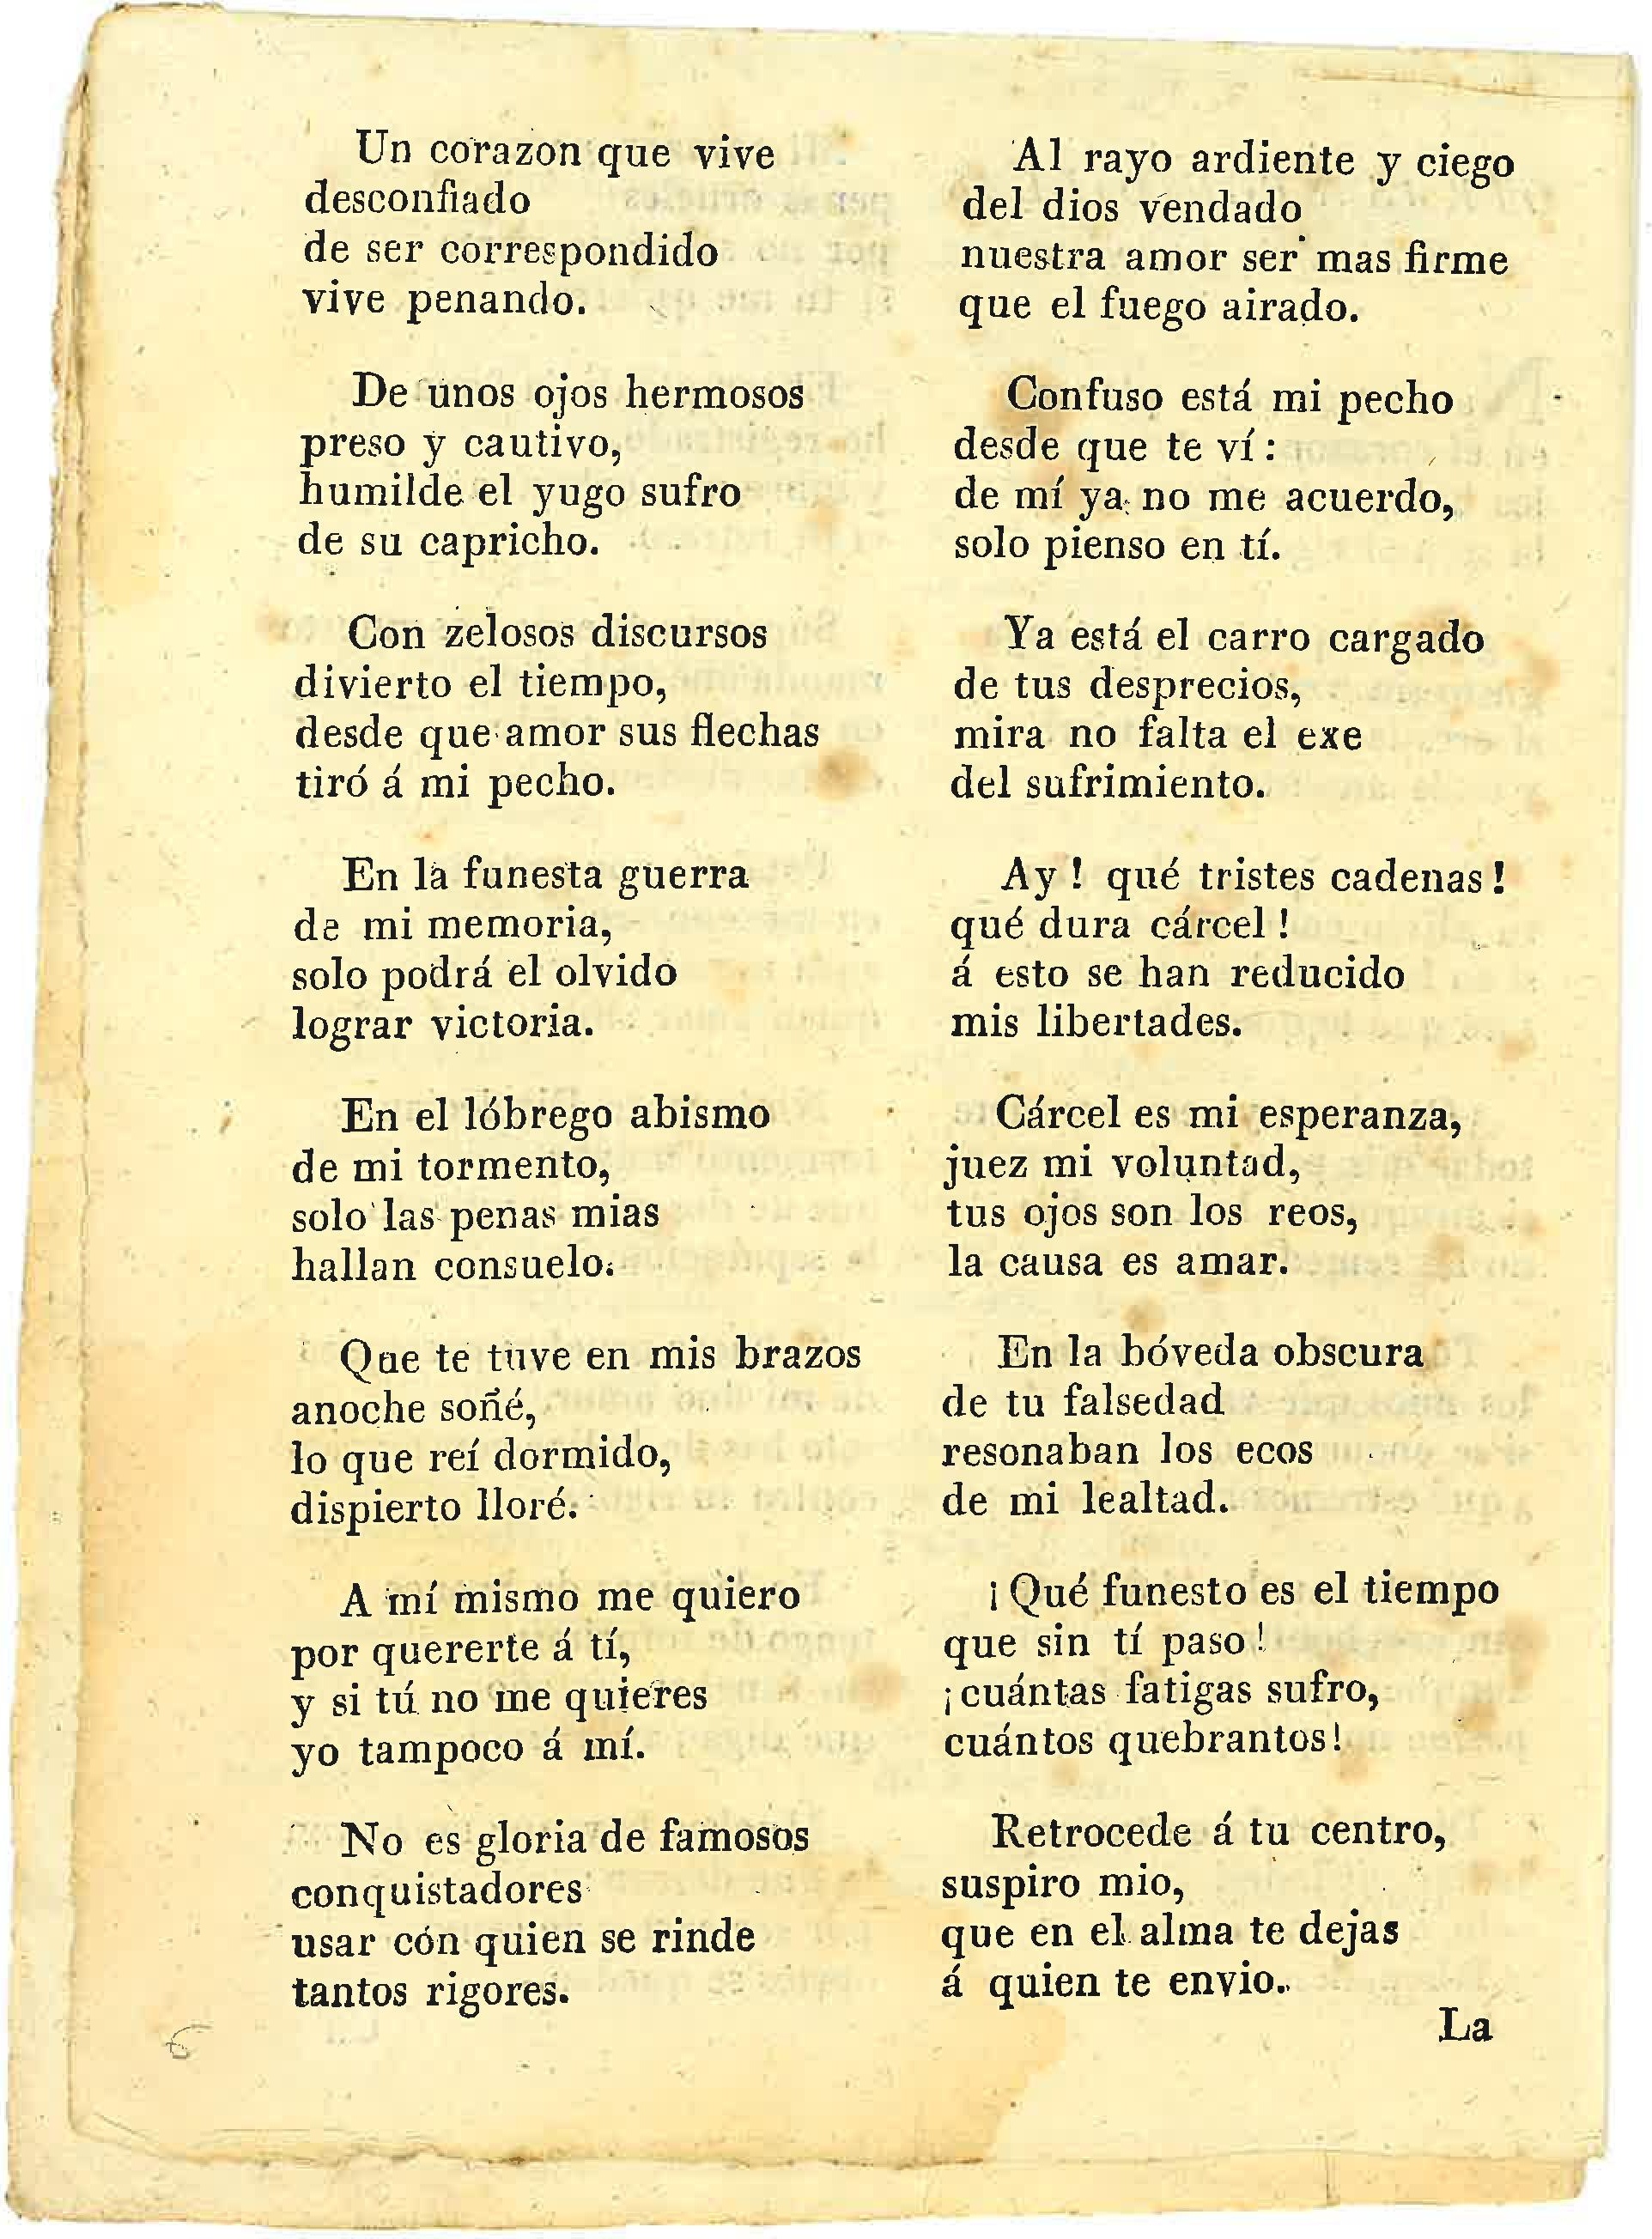 Un corazon que vive
desconfiado
de ser correspondido
vive penando.
De unos ojos hermosos
preso y cautivo,
humilde el yugo sufro
de su capricho.
Con zelosos discursos
divierto el tiempo,
desde que amor sus flechas
tiró á mi pecho.
En la funesta guerra
de mi memoria,
solo podrá el olvido
lograr victoria.
En el lóbrego abismo
de mi tormento,
solo las penas mias
hallan consuelo.
Que te tuve en mis brazos
anoche soñé,
lo que reí dormido,
dispierto lloré.
A mí mismo me quiero
por quererte á tí,
y si tú no me quieres
yo tampoco á mí.
No es gloria de famosos
conquistadores
usar con quien se rinde
tantos rigores.
Al rayo ardiente y ciego
del dios vendado
nuestra amor ser mas firme
que el fuego airado.
Confuso está mi pecho
desde que te ví:
de mí ya no me acuerdo,
solo pienso en tí.
Ya está el carro cargado
de tus desprecios,
mira no falta el exe
del sufrimiento.
Ay! qué tristes cadenas!
qué dura cárcel!
á esto se han reducido
mis libertades.
Cárcel es mi esperanza,
juez mi voluntad,
tus ojos son los reos,
la causa es amar.
En la bóveda obscura
de tu falsedad
resonaban los ecos
de mi lealtad.
¡Qué funesto es el tiempo
que sin tí paso!
¡cuántas fatigas sufro,
cuántos quebrantos!
Retrocede á tu centro,
suspiro mio,
que en el alma te dejas
á quien te envio.
La